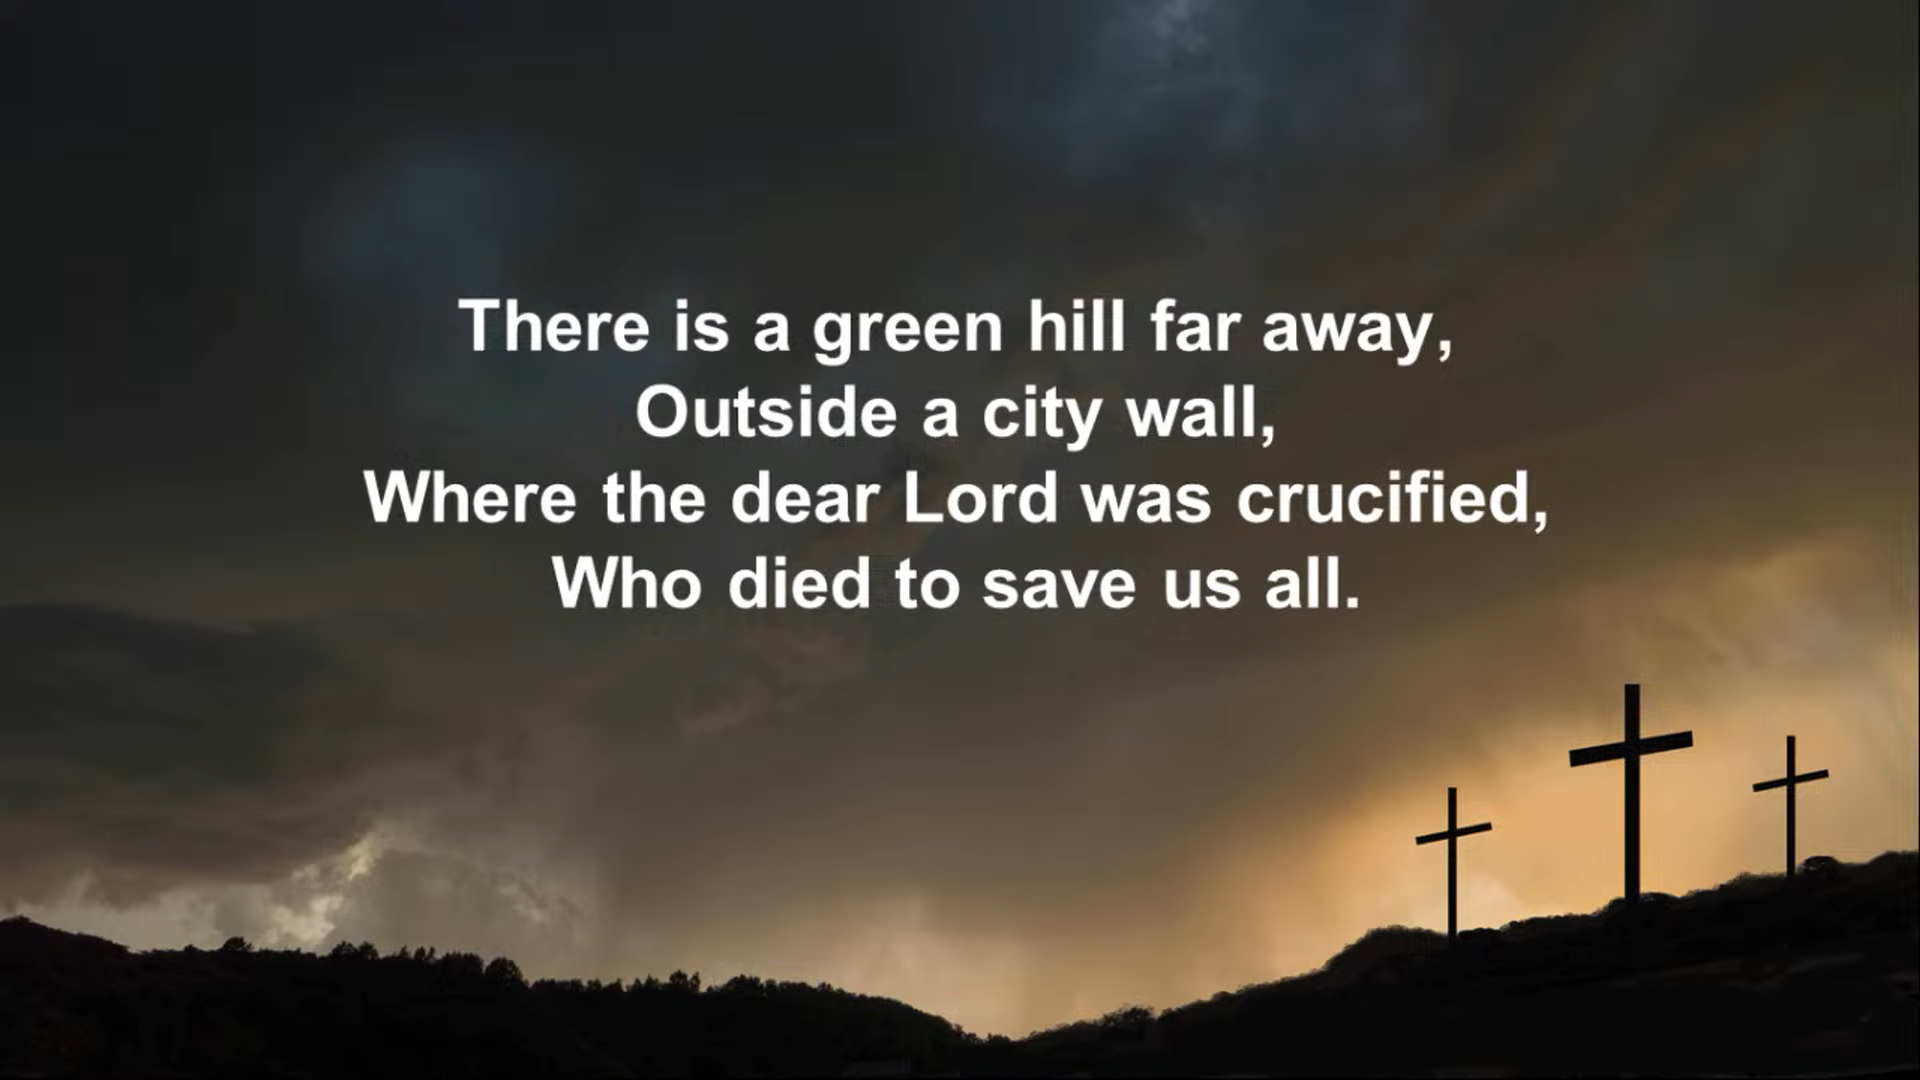 There is a green hill far away,
Outside a city wall,
Where the dear Lord was crucified,
Who died to save us all.